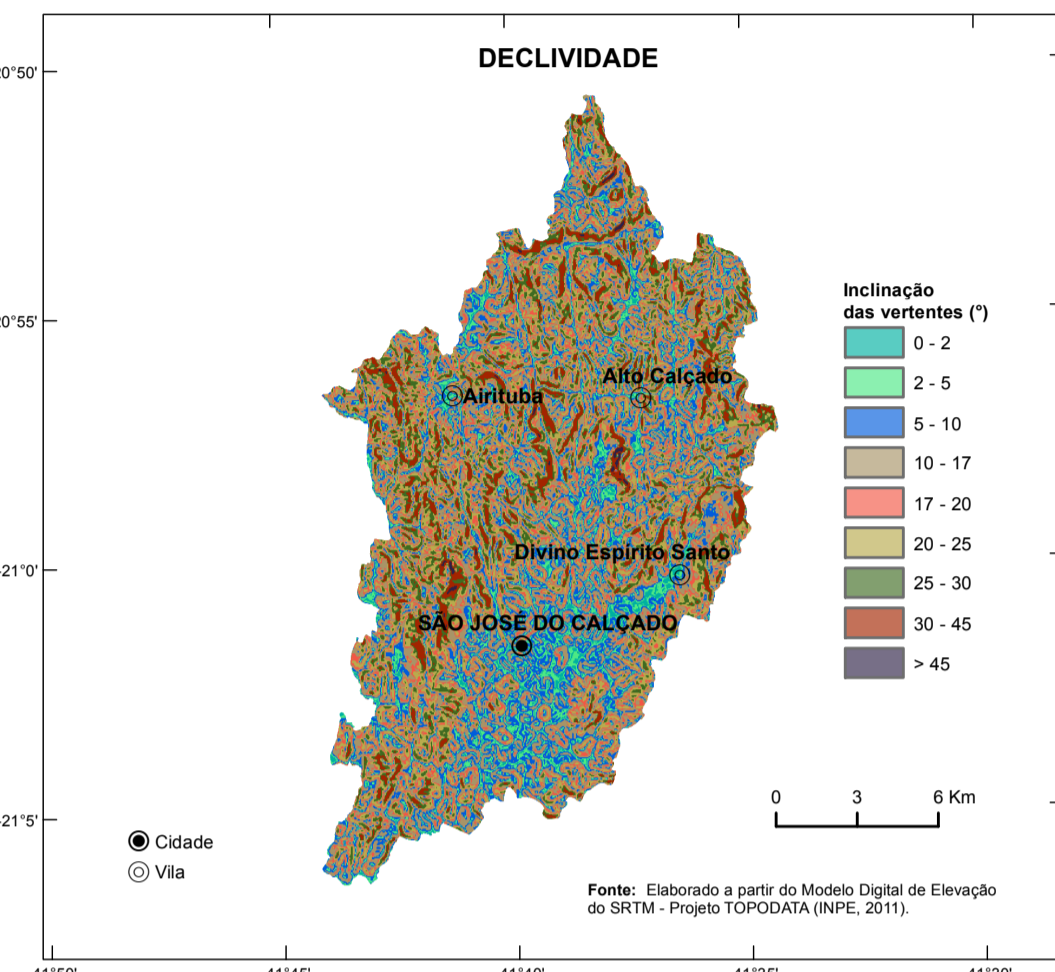 DECLIVIDADE
20°50'
20°55'
Inclinação
das vertentes (º)
0 - 2
2 - 5
5 - 10
10 - 17
17 - 20
20 - 25
25 - 30
30 - 45
> 45
Alto Calçado
Airituba
Divino Espírito Santo
21°0'
SÃO JOSÉ DO CALÇADO
0 3 6 Km
21°5'
Cidade
Vila
Fonte: Elaborado a partir do Modelo Digital de Elevação
do SRTM - Projeto TOPODATA (INPE, 2011).